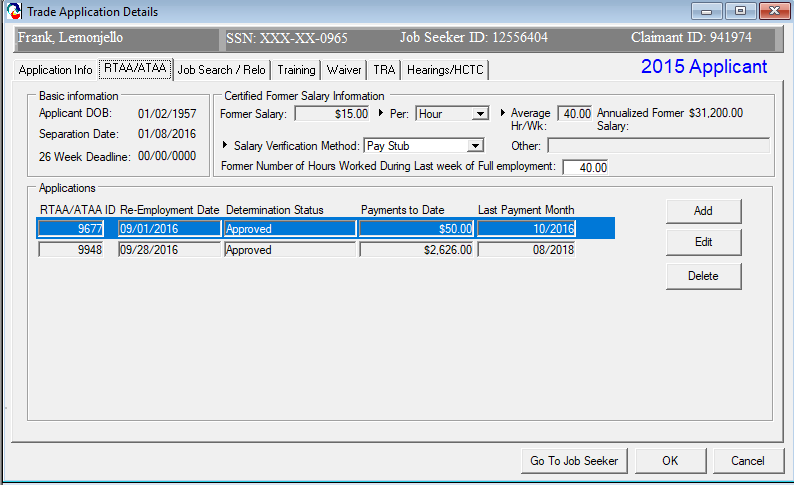 Trade Application Details
Frank, Lemonjello SSN: XXX-XX-0965 Job Seeker ID: 12556404 Claimant ID: 941974
Application Info RTAA/ATAA Job Search / Relo Training Waiver TRA Hearings/HCTC 2015 Applicant
Basic information
Applicant DOB: 01/02/1957
Separation Date: 01/08/2016
26 Week Deadline: 00/00/0000
Certified Former Salary Information
Former Salary: $15.00 Per: Hour Average Hr/Wk: 40.00 Annualized Former Salary: $31,200.00
Salary Verification Method: Pay Stub Other:
Former Number of Hours Worked During Last week of Full employment: 40.00
Applications
RTAA/ATAA ID Re-Employment Date Determination Status Payments to Date Last Payment Month
9677 09/01/2016 Approved $50.00 10/2016
9948 09/28/2016 Approved $2,626.00 08/2018
Add
Edit
Delete
Go To Job Seeker OK Cancel